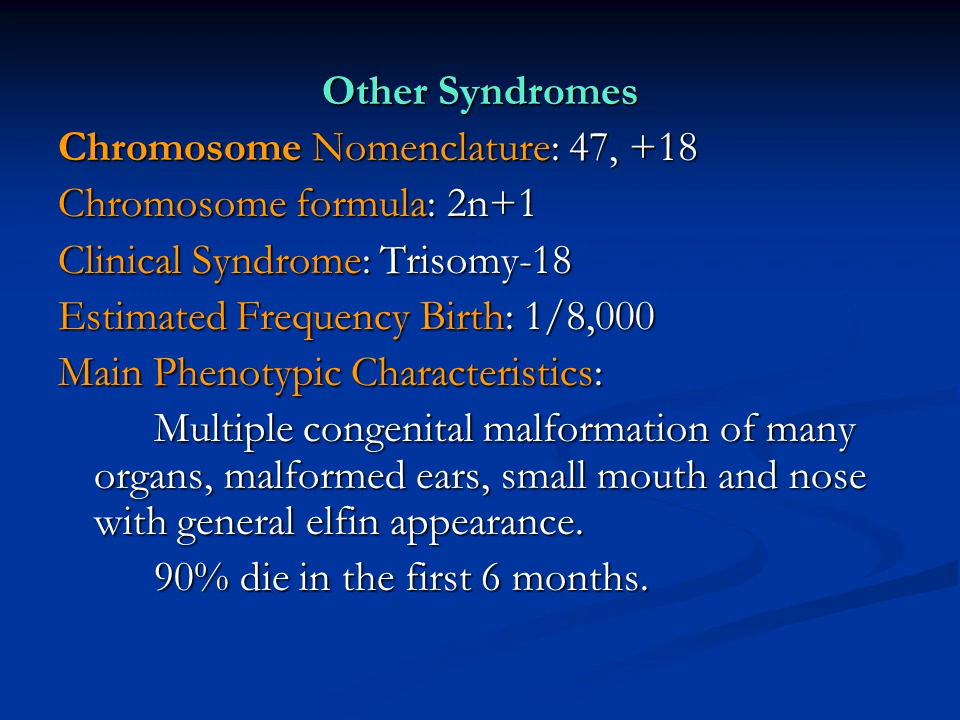 Other Syndromes
Chromosome Nomenclature: 47, +18
Chromosome formula: 2n+1
Clinical Syndrome: Trisomy-18
Estimated Frequency Birth: 1/8,000
Main Phenotypic Characteristics:
Multiple congenital malformation of many
organs, malformed ears, small mouth and nose
with general elfin appearance.
90% die in the first 6 months.